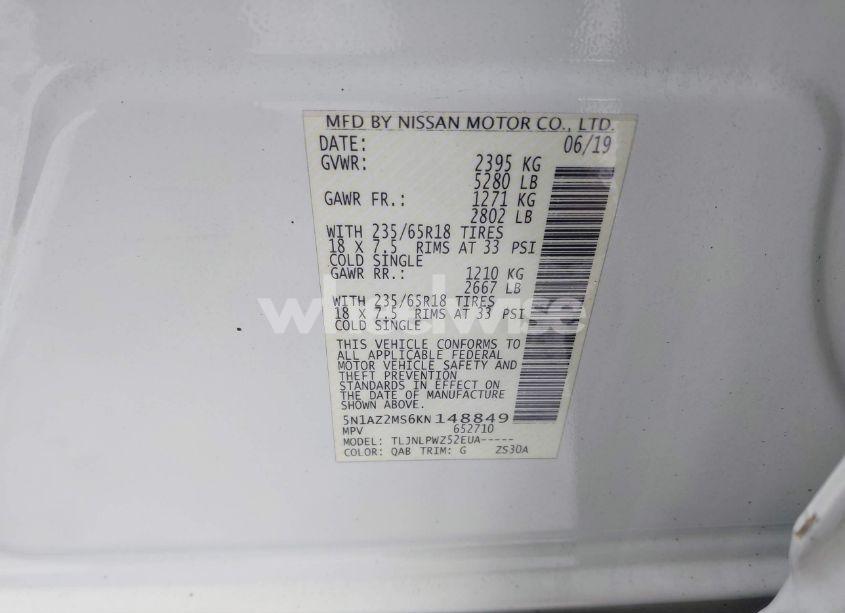 MFD BY NISSAN MOTOR CO., LTD.
DATE: 06/19
GVWR: 2395 KG
5280 LB
GAWR FR.: 1271 KG
2802 LB
WITH 235/65R18 TIRES
18 X 7.5 RIMS AT 33 PSI
COLD SINGLE
GAWR RR.: 1210 KG
2667 LB
WITH 235/65R18 TIRES
18 X 7.5 RIMS AT 33 PSI
COLD SINGLE
wheelwise
THIS VEHICLE CONFORMS TO
ALL APPLICABLE FEDERAL
MOTOR VEHICLE SAFETY AND
THEFT PREVENTION
STANDARDS IN EFFECT ON
THE DATE OF MANUFACTURE
SHOWN ABOVE.
5N1AZ2MS6KN148849
MPV 652710
MODEL: TLJNLPWZ52EUA-----
COLOR: QAB TRIM: G ZS3DA